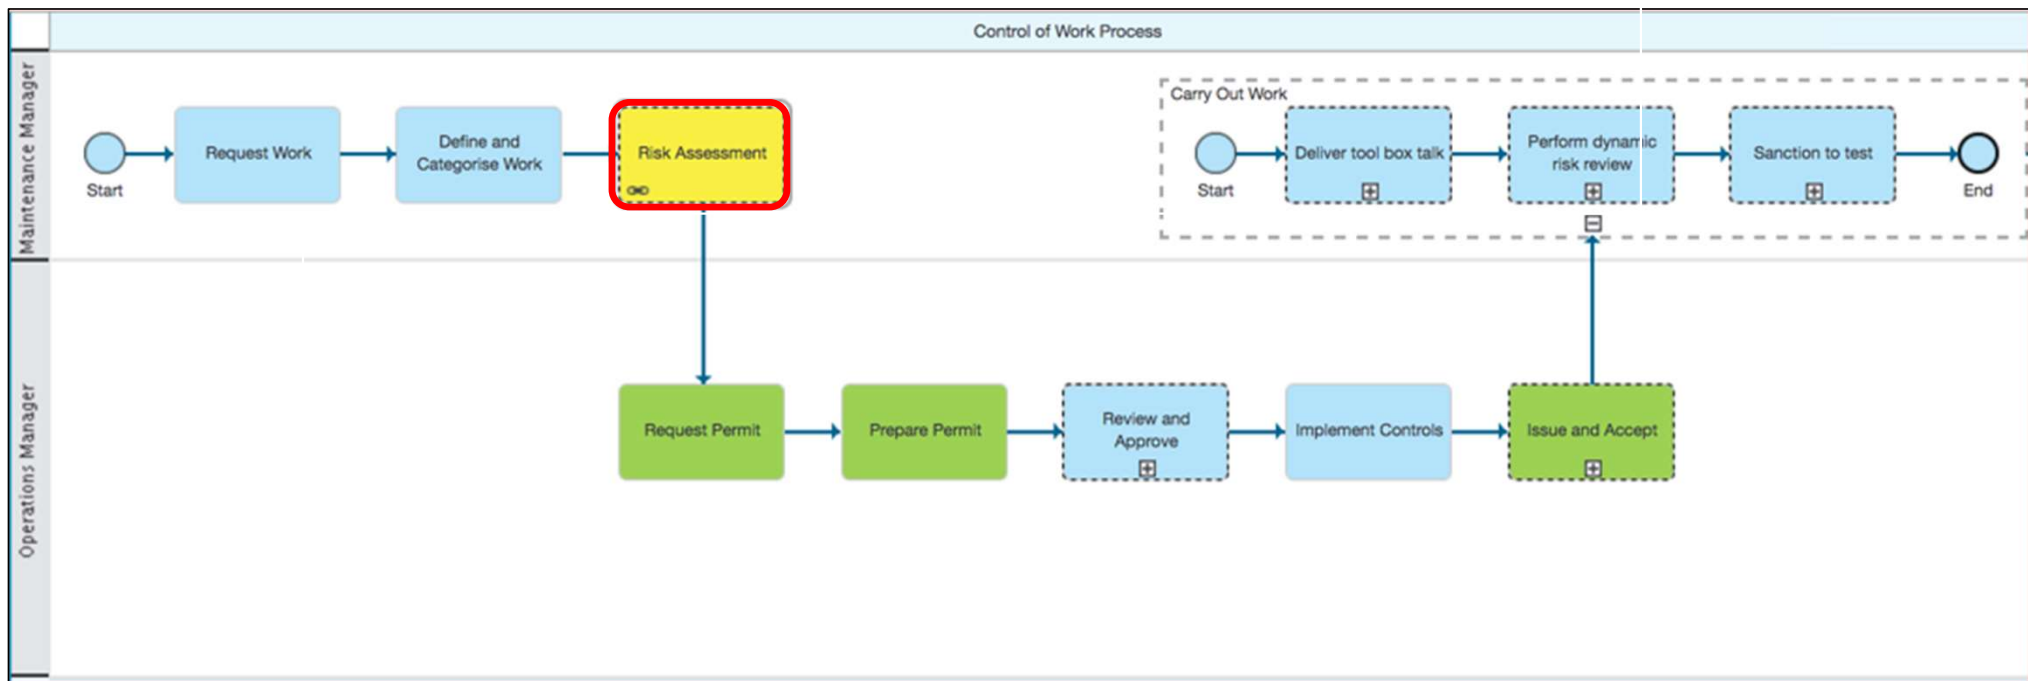 Control of Work Process
Maintenance Manager
Start
Request Work
Define and
Categorise Work
Risk Assessment
Carry Out Work
Start
Deliver tool box talk
Perform dynamic
risk review
Sanction to test
End
Operations Manager
Request Permit
Prepare Permit
Review and
Approve
Implement Controls
Issue and Accept